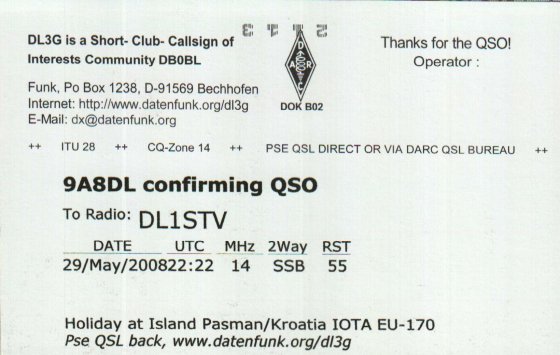 DL3G is a Short- Club- Callsign of
Interests Community DB0BL
Funk, Po Box 1238, D-91569 Bechhofen
Internet: http://www.datenfunk.org/dl3g
E-Mail: dx@datenfunk.org
D
A R
C
DOK B02
Thanks for the QSO!
Operator :
++ ITU 28 ++ CQ-Zone 14 ++ PSE QSL DIRECT OR VIA DARC QSL BUREAU ++
9A8DL confirming QSO
To Radio: DL1STV
DATE UTC MHz 2Way RST
29/May/200822:22 14 SSB 55
Holiday at Island Pasman/Kroatia IOTA EU-170
Pse QSL back, www.datenfunk.org/dl3g